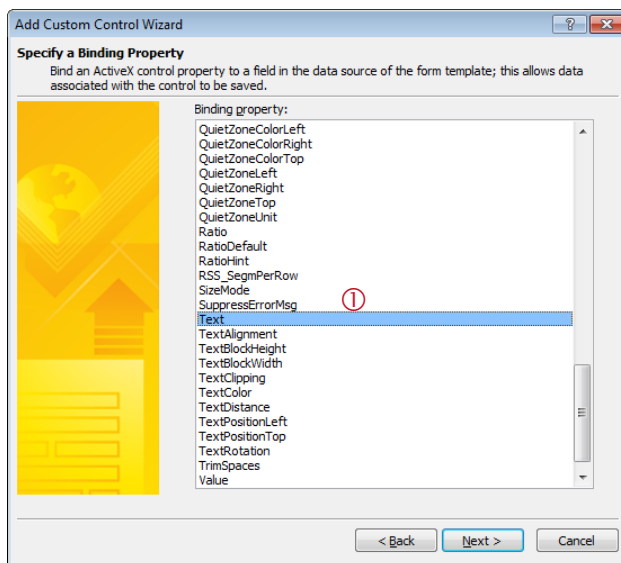 Add Custom Control Wizard
Specify a Binding Property
Bind an ActiveX control property to a field in the data source of the form template; this allows data
associated with the control to be saved.
Binding property:
QuietZoneColorLeft
QuietZoneColorRight
QuietZoneColorTop
QuietZoneLeft
QuietZoneRight
QuietZoneTop
QuietZoneUnit
Ratio
RatioDefault
RatioHint
RSS_SegmPerRow
SizeMode
SuppressErrorMsg
①
Text
TextAlignment
TextBlockHeight
TextBlockWidth
TextClipping
TextColor
TextDistance
TextPositionLeft
TextPositionTop
TextRotation
TrimSpaces
Value
< Back Next > Cancel